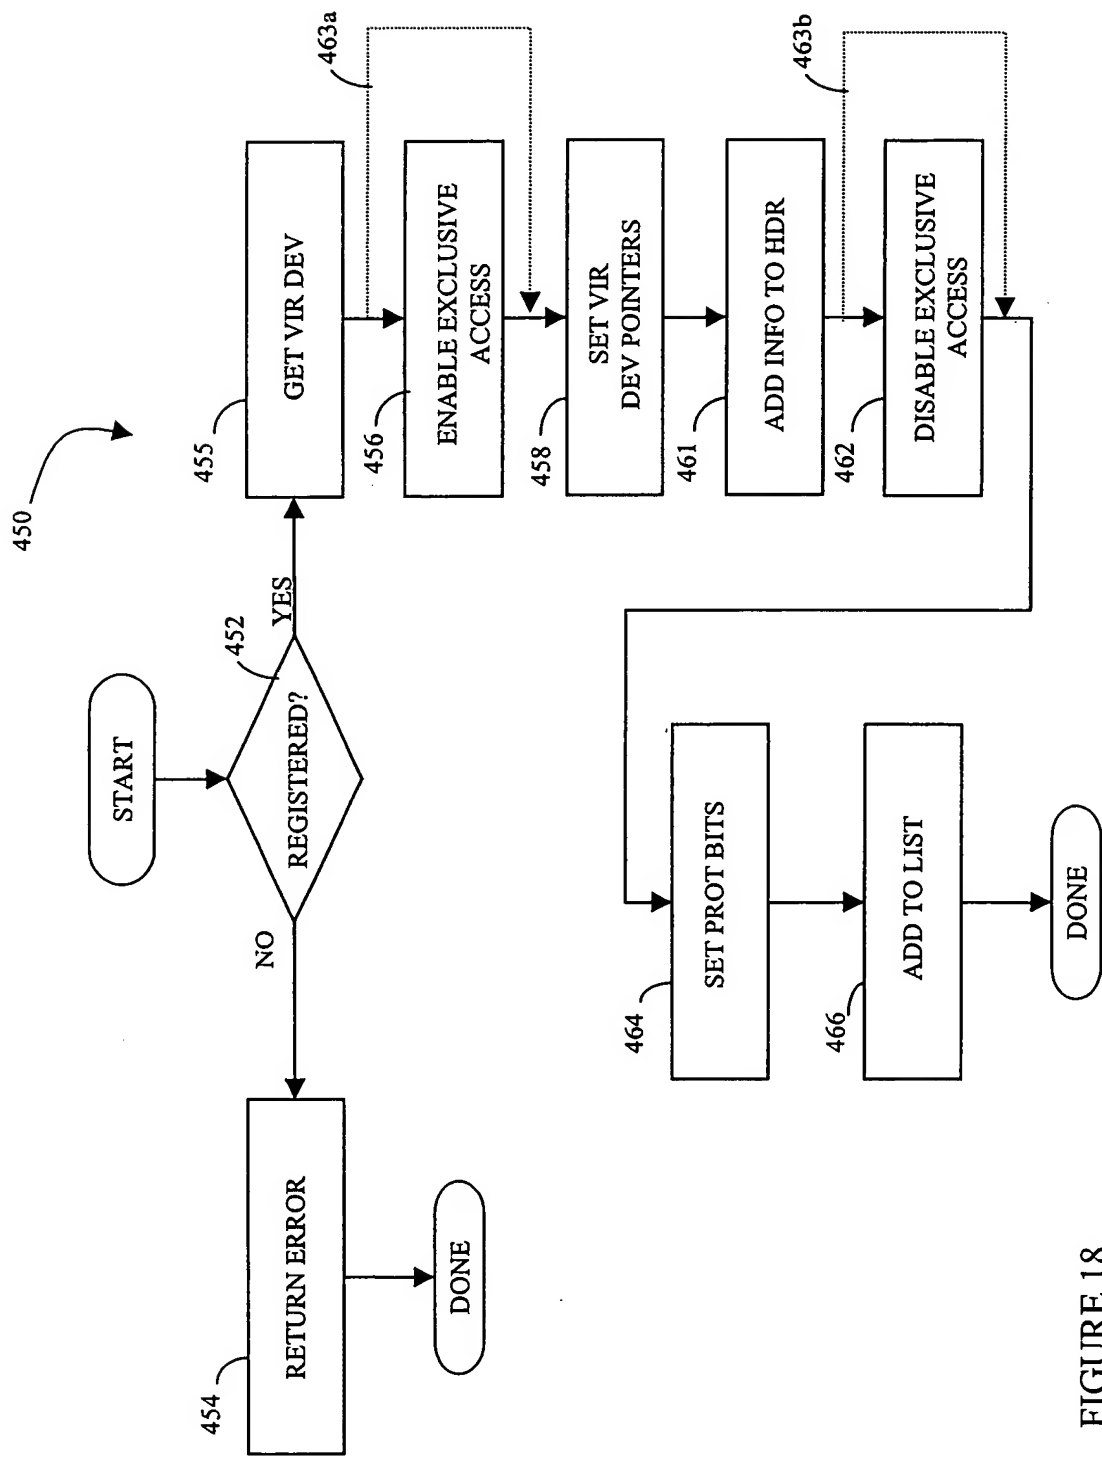 450
START
452
REGISTERED?
NO
YES
454
RETURN ERROR
DONE
455
GET VIR DEV
463a
456
ENABLE EXCLUSIVE
ACCESS
458
SET VIR
DEV POINTERS
461
ADD INFO TO HDR
463b
462
DISABLE EXCLUSIVE
ACCESS
464
SET PROT BITS
466
ADD TO LIST
DONE
FIGURE 18